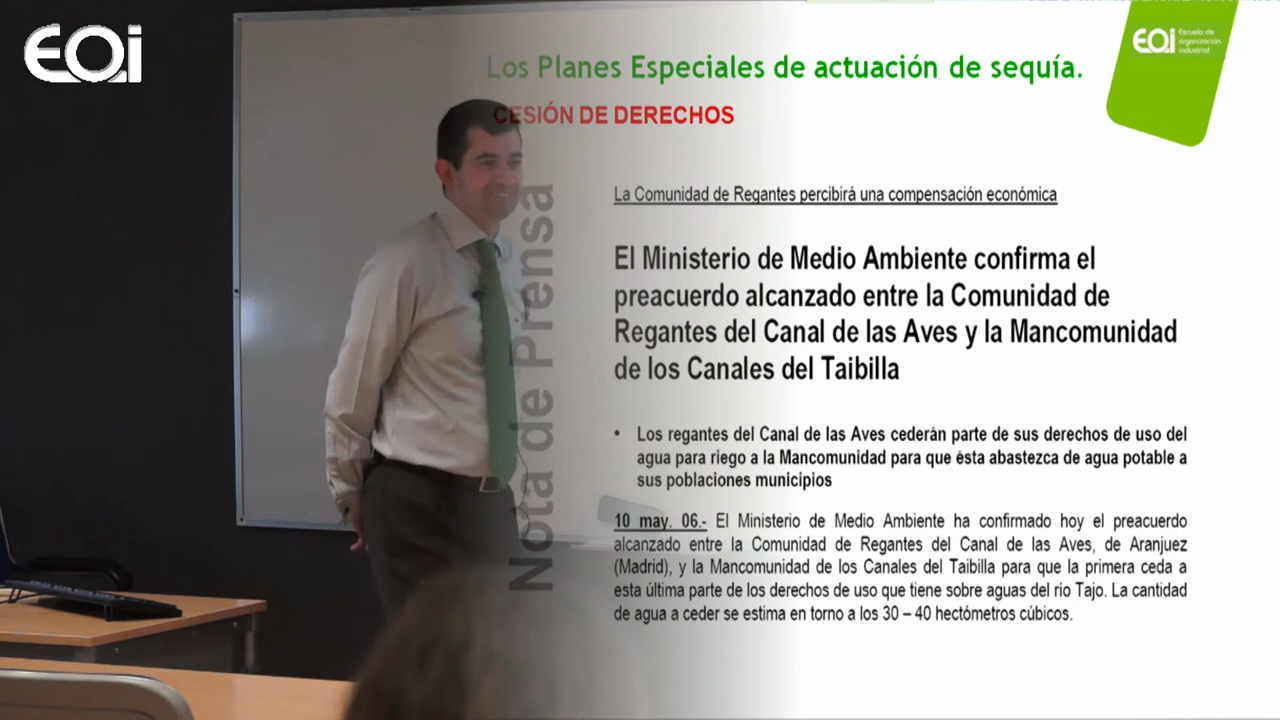 EOi
Los Planes Especiales de actuación de sequía.
EOi Escuela de
organización
industrial
CESIÓN DE DERECHOS
Nota de Prensa
La Comunidad de Regantes percibirá una compensación económica
El Ministerio de Medio Ambiente confirma el
preacuerdo alcanzado entre la Comunidad de
Regantes del Canal de las Aves y la Mancomunidad
de los Canales del Taibilla
• Los regantes del Canal de las Aves cederán parte de sus derechos de uso del
agua para riego a la Mancomunidad para que ésta abastezca de agua potable a
sus poblaciones municipios
10 may. 06.- El Ministerio de Medio Ambiente ha confirmado hoy el preacuerdo
alcanzado entre la Comunidad de Regantes del Canal de las Aves, de Aranjuez
(Madrid), y la Mancomunidad de los Canales del Taibilla para que la primera ceda a
esta última parte de los derechos de uso que tiene sobre aguas del río Tajo. La cantidad
de agua a ceder se estima en torno a los 30 – 40 hectómetros cúbicos.